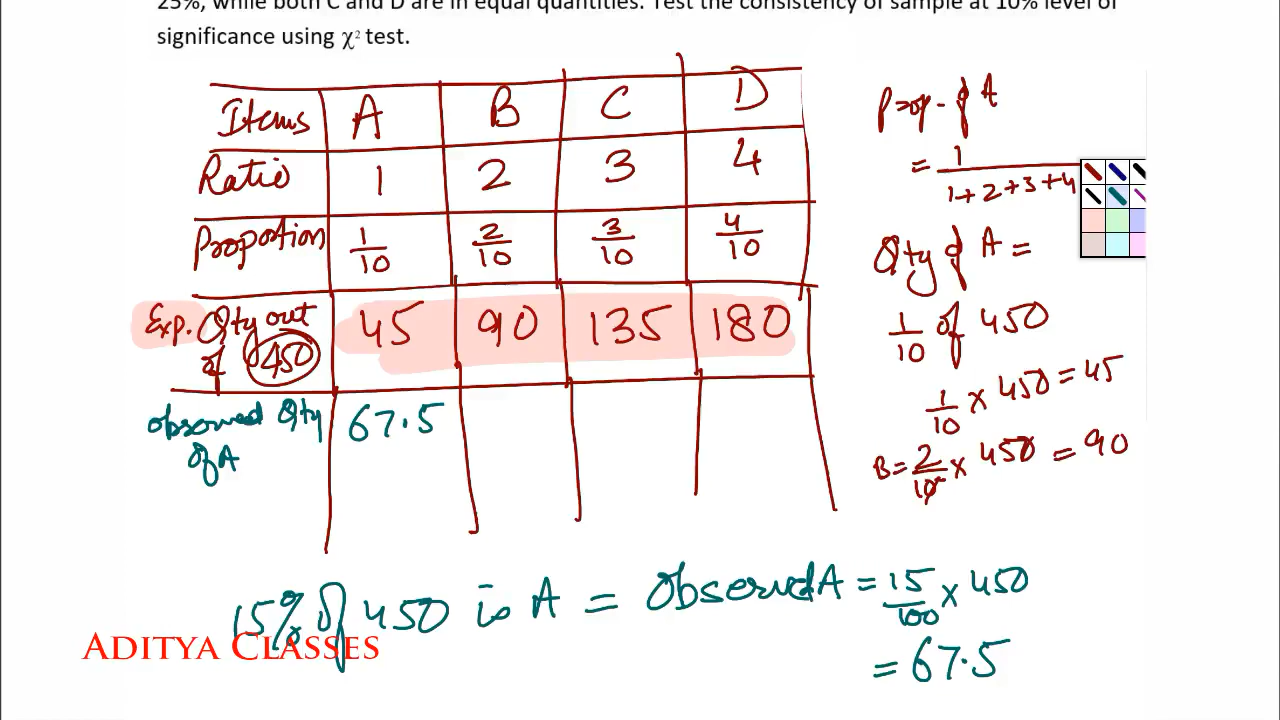 25%, while both C and D are in equal quantities. Test the consistency of sample at 10% level of
significance using χ² test.
Items A B C D
Ratio 1 2 3 4
Proportion 1/10 2/10 3/10 4/10
Exp. Qty out of 450 45 90 135 180
Observed Qty of A 67.5
Prop. of A
= 1/1+2+3+4
Qty of A =
1/10 of 450
1/10 × 450 = 45
B = 2/10 × 450 = 90
15% of 450 is A = Observed A = 15/100 × 450
= 67.5
ADITYA CLASSES